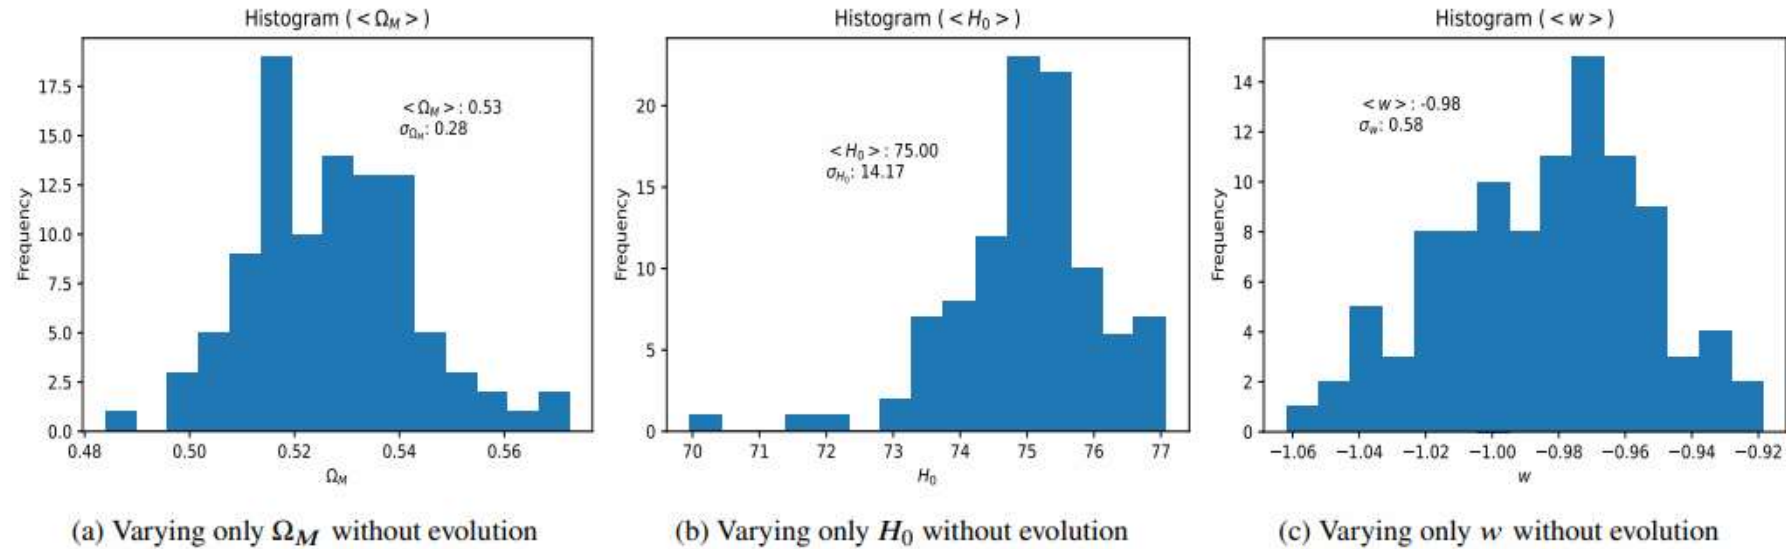 Histogram (<Ω_M>)
17.5
15.0
12.5
10.0
7.5
5.0
2.5
0.0
Frequency
<Ω_M>: 0.53
σ_Ω_M: 0.28
0.48 0.50 0.52 0.54 0.56
Ω_M
(a) Varying only Ω_M without evolution
Histogram (<H_0>)
20
15
10
5
0
Frequency
<H_0>: 75.00
σ_H_0: 14.17
70 71 72 73 74 75 76 77
H_0
(b) Varying only H_0 without evolution
Histogram (<w>)
14
12
10
8
6
4
2
0
Frequency
<w>: -0.98
σ_w: 0.58
−1.06 −1.04 −1.02 −1.00 −0.98 −0.96 −0.94 −0.92
w
(c) Varying only w without evolution